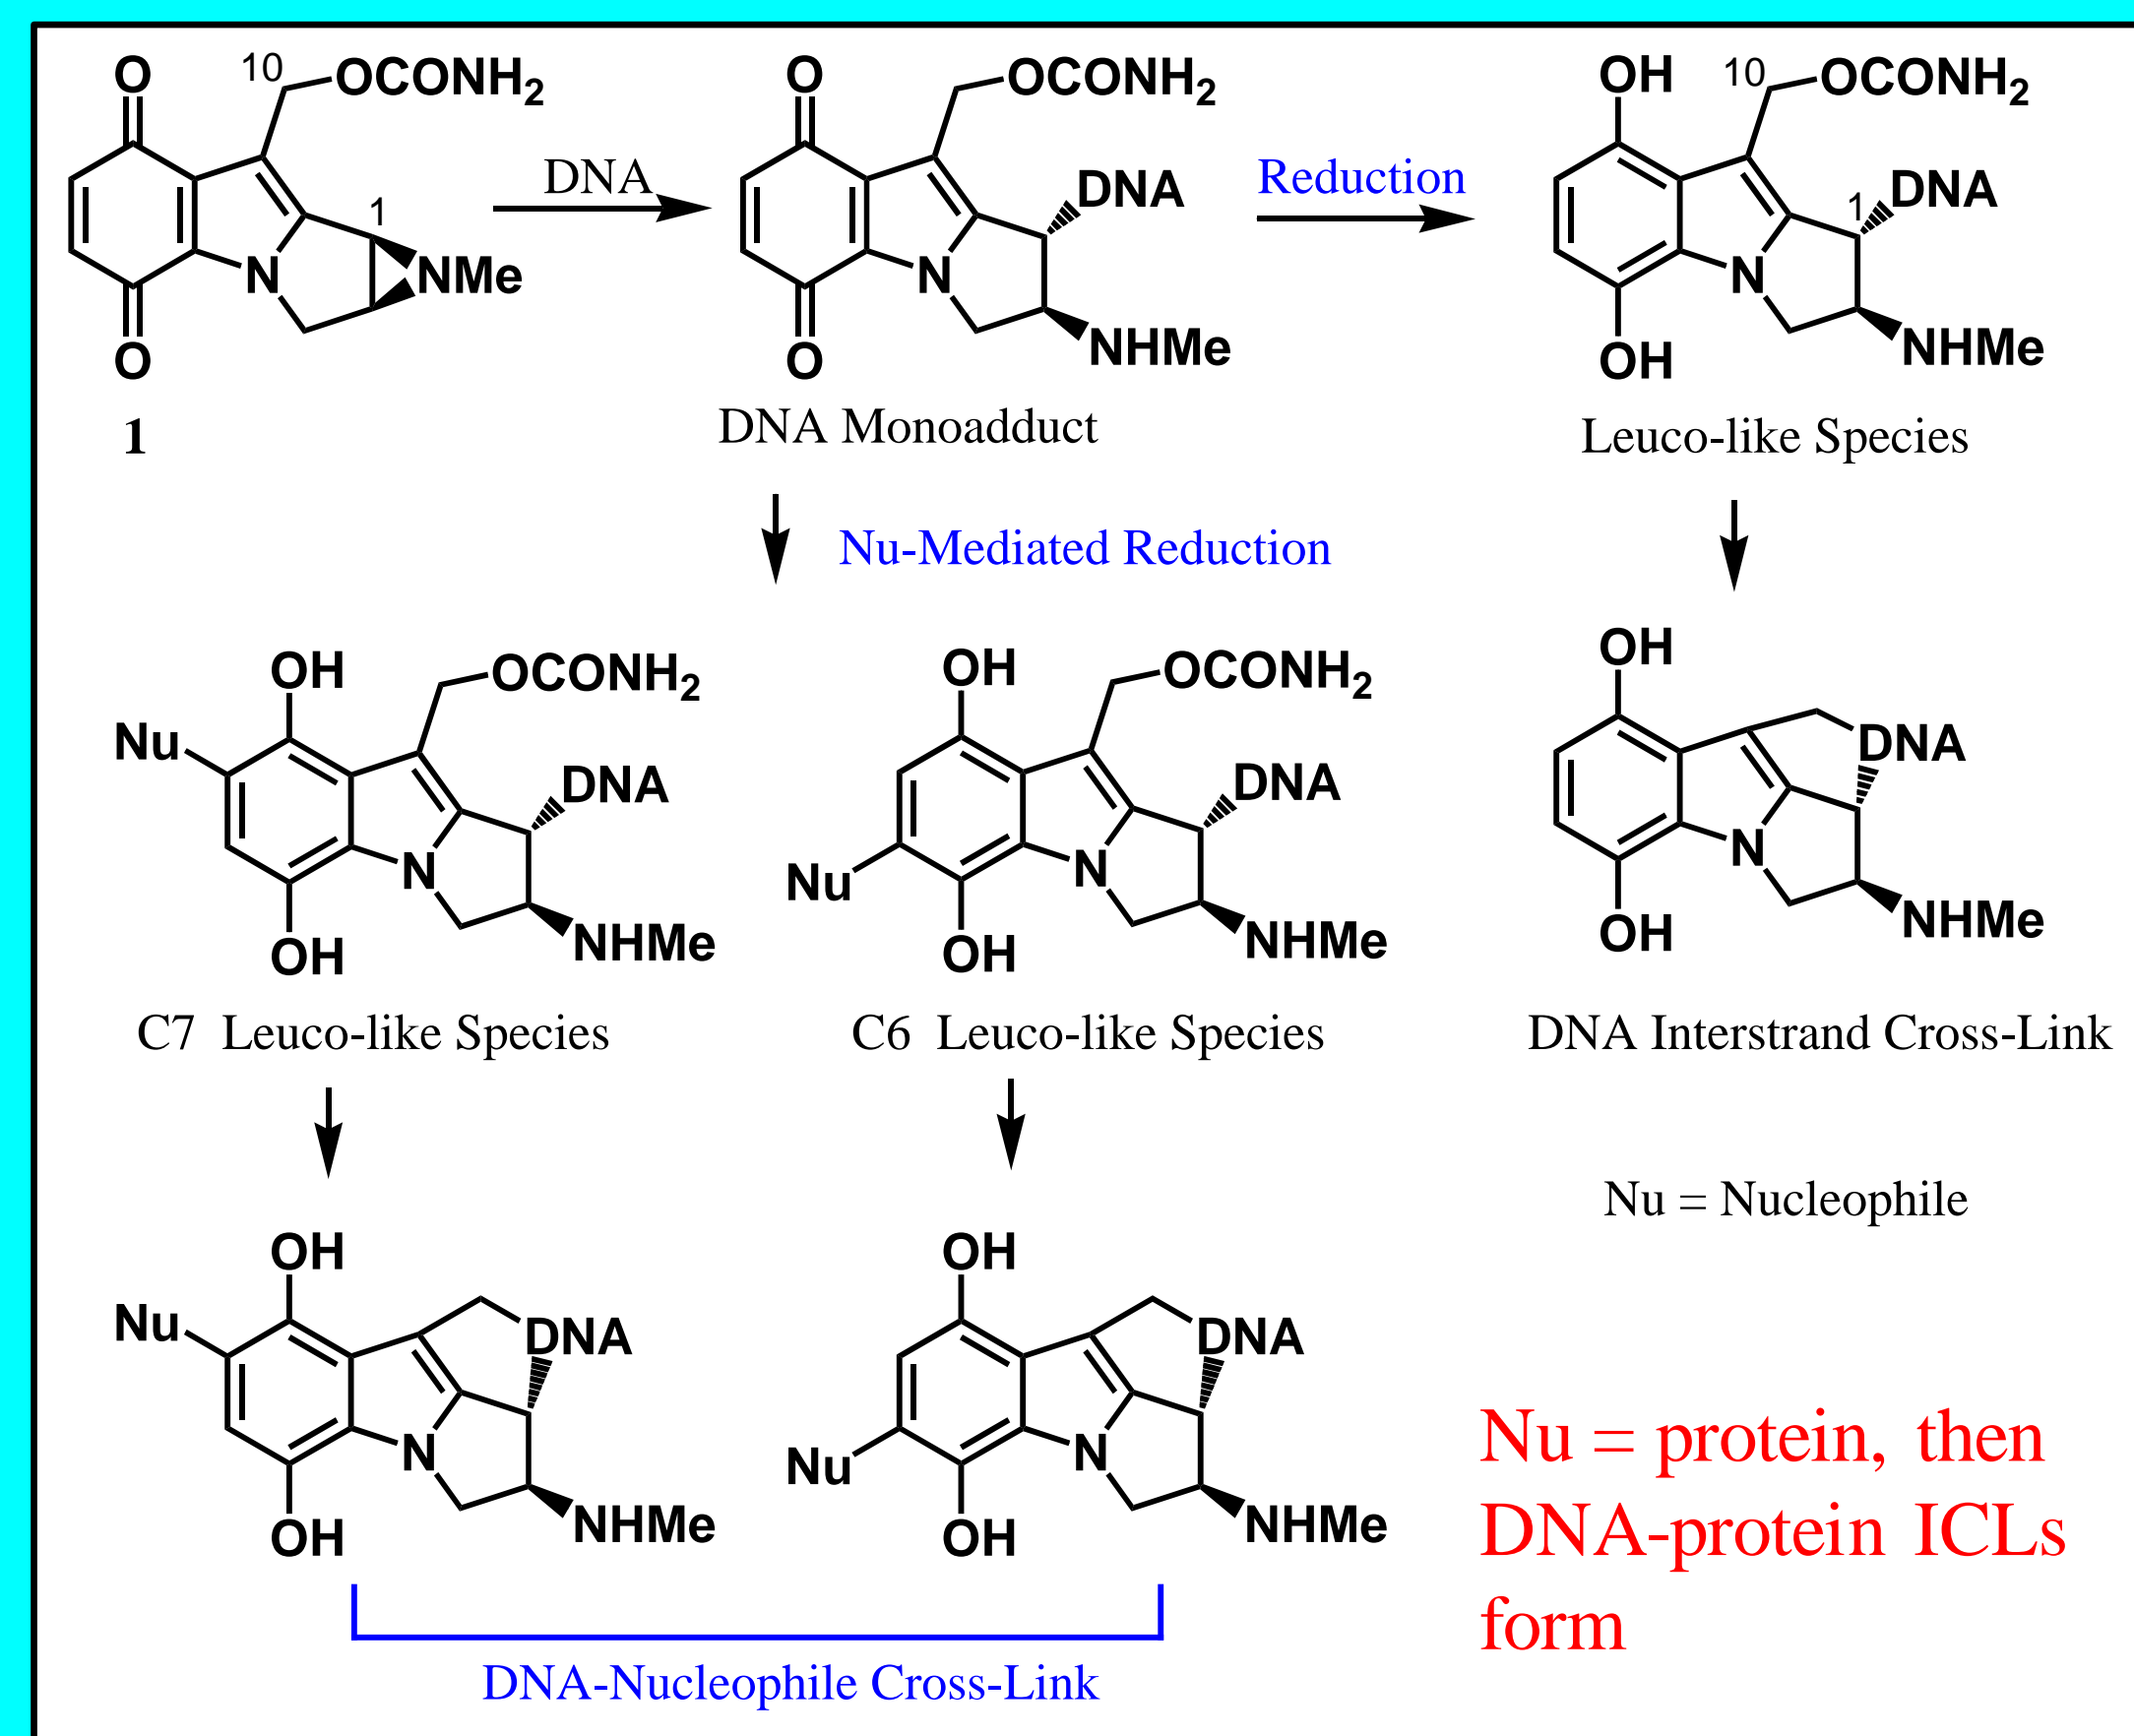 O 10 OCONH2 O OCONH2 OH 10 OCONH2
DNA DNA Reduction 1 DNA
1 N NMe N N
O O NHMe OH NHMe
1 DNA Monoadduct Leuco-like Species
Nu-Mediated Reduction
OH OCONH2 OH OCONH2 OH
Nu DNA DNA DNA
N Nu N N
OH NHMe OH NHMe OH NHMe
C7 Leuco-like Species C6 Leuco-like Species DNA Interstrand Cross-Link
Nu = Nucleophile
OH OH
Nu DNA DNA
N Nu N
OH NHMe OH NHMe
Nu = protein, then
DNA-protein ICLs
form
DNA-Nucleophile Cross-Link